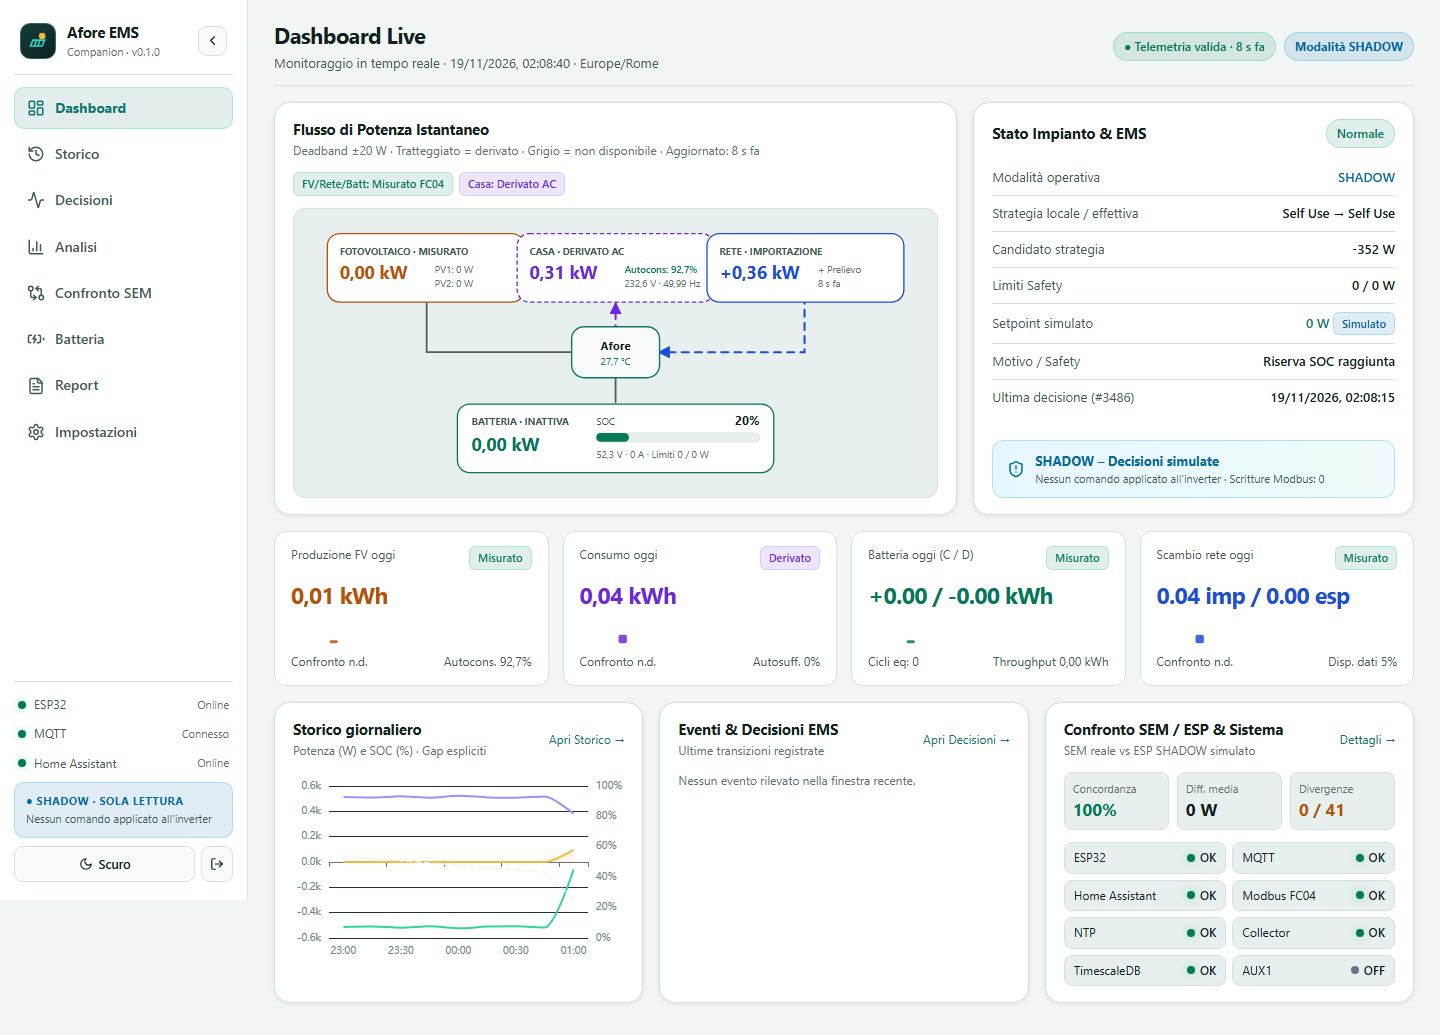 Afore EMS
Companion · v0.1.0
Dashboard
Storico
Decisioni
Analisi
Confronto SEM
Batteria
Report
Impostazioni
ESP32 Online
MQTT Connesso
Home Assistant Online
• SHADOW · SOLA LETTURA
Nessun comando applicato all'inverter
Scuro
Dashboard Live
Monitoraggio in tempo reale · 19/11/2026, 02:08:40 · Europe/Rome
• Telemetria valida · 8 s fa
Modalità SHADOW
Flusso di Potenza Istantaneo
Deadband ±20 W · Tratteggiato = derivato · Grigio = non disponibile · Aggiornato: 8 s fa
FV/Rete/Batt: Misurato FC04
Casa: Derivato AC
FOTOVOLTAICO · MISURATO
0,00 kW
PV1: 0 W
PV2: 0 W
CASA · DERIVATO AC
0,31 kW
Autocons: 92,7%
232,6 V · 49,99 Hz
RETE · IMPORTAZIONE
+0,36 kW
+ Prelievo
8 s fa
Afore
27,7 °C
BATTERIA · INATTIVA
0,00 kW
SOC 20%
52,3 V · 0 A · Limiti 0 / 0 W
Stato Impianto & EMS
Normale
Modalità operativa SHADOW
Strategia locale / effettiva Self Use → Self Use
Candidato strategia -352 W
Limiti Safety 0 / 0 W
Setpoint simulato 0 W Simulato
Motivo / Safety Riserva SOC raggiunta
Ultima decisione (#3486) 19/11/2026, 02:08:15
SHADOW – Decisioni simulate
Nessun comando applicato all'inverter · Scritture Modbus: 0
Produzione FV oggi Misurato
0,01 kWh
Confronto n.d. Autocons. 92,7%
Consumo oggi Derivato
0,04 kWh
Confronto n.d. Autosuff. 0%
Batteria oggi (C / D) Misurato
+0.00 / -0.00 kWh
Cicli eq: 0 Throughput 0,00 kWh
Scambio rete oggi Misurato
0.04 imp / 0.00 esp
Confronto n.d. Disp. dati 5%
Storico giornaliero
Potenza (W) e SOC (%) · Gap espliciti
Apri Storico →
0.6k 100%
0.4k 80%
0.2k 60%
0.0k
-0.2k 40%
-0.4k 20%
-0.6k 0%
23:00 23:30 00:00 00:30 01:00
Eventi & Decisioni EMS
Ultime transizioni registrate
Apri Decisioni →
Nessun evento rilevato nella finestra recente.
Confronto SEM / ESP & Sistema
SEM reale vs ESP SHADOW simulato
Dettagli →
Concordanza
100%
Diff. media
0 W
Divergenze
0 / 41
ESP32 OK
MQTT OK
Home Assistant OK
Modbus FC04 OK
NTP OK
Collector OK
TimescaleDB OK
AUX1 OFF